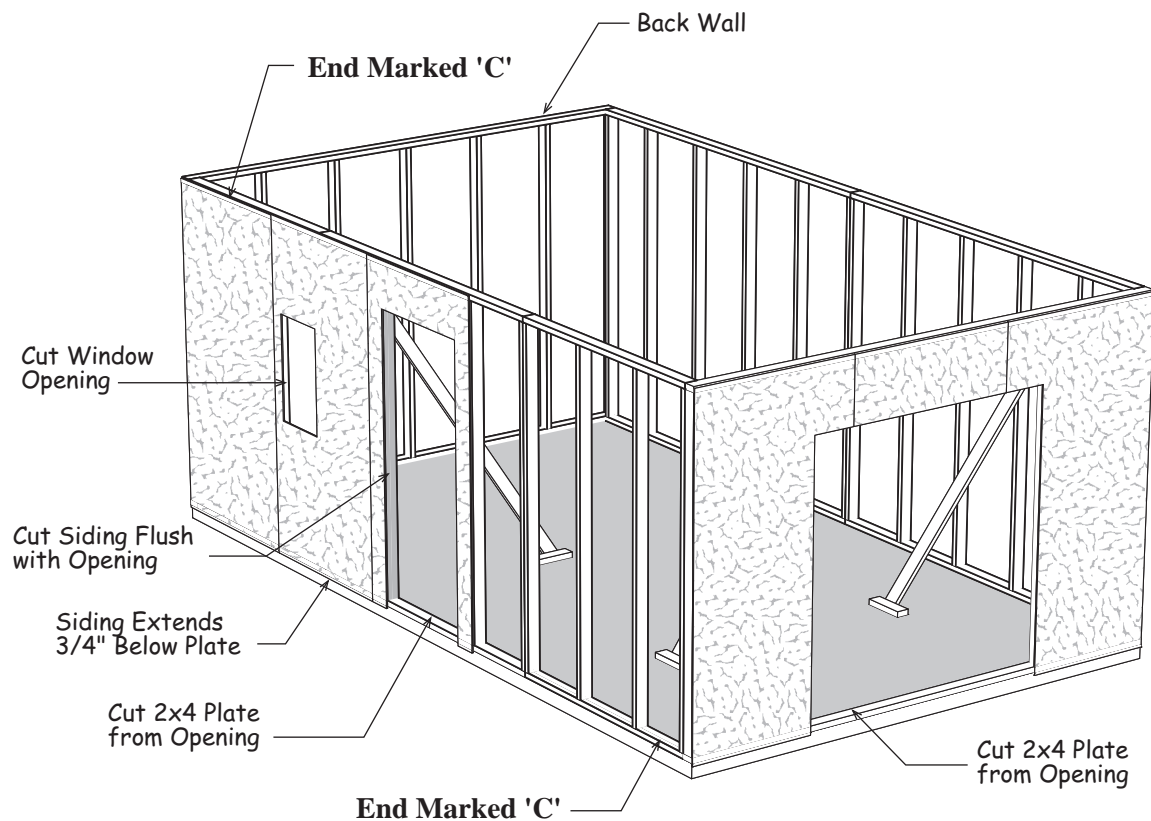 Back Wall
End Marked 'C'
Cut Window
Opening
Cut Siding Flush
with Opening
Siding Extends
3/4" Below Plate
Cut 2x4 Plate
from Opening
End Marked 'C'
Cut 2x4 Plate
from Opening